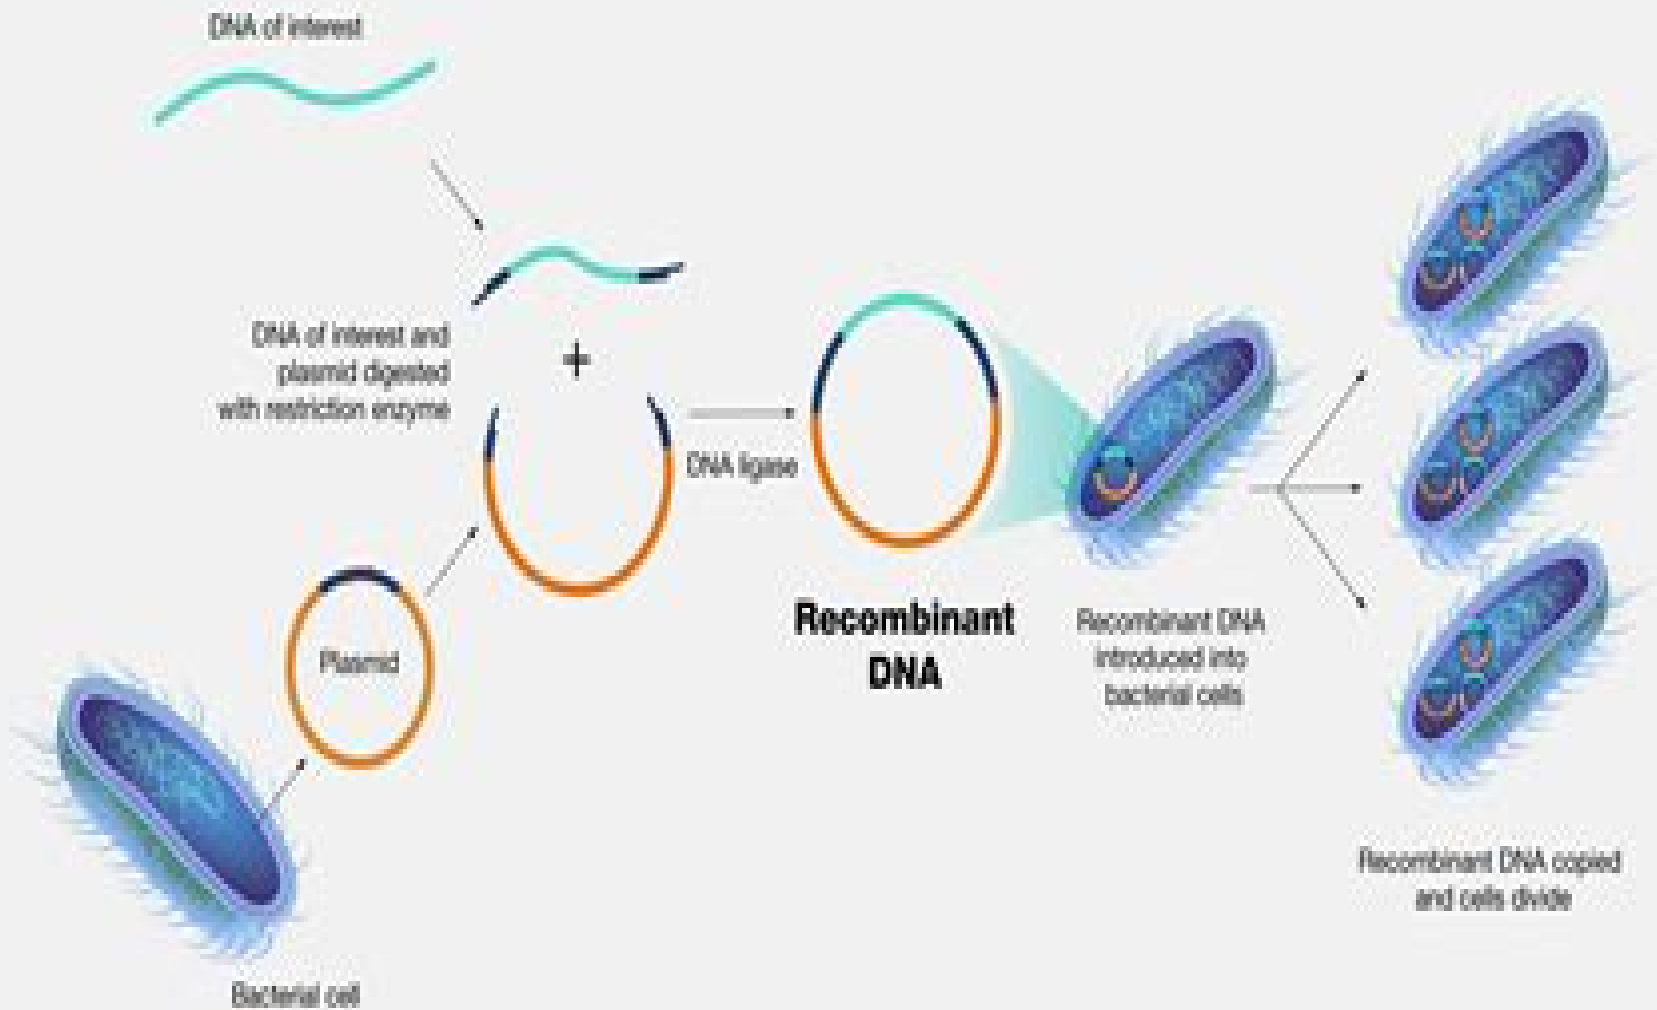 DNA of interest
DNA of interest and
plasmid digested
with restriction enzyme
+
DNA ligase
Plasmid
Bacterial cell
Recombinant
DNA
Recombinant DNA
introduced into
bacterial cells
Recombinant DNA copied
and cells divide